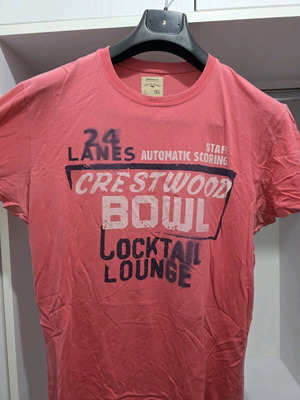 24
STAFF
LANES AUTOMATIC SCORING
CRESTWOOD
BOWL
COCKTAIL
LOUNGE